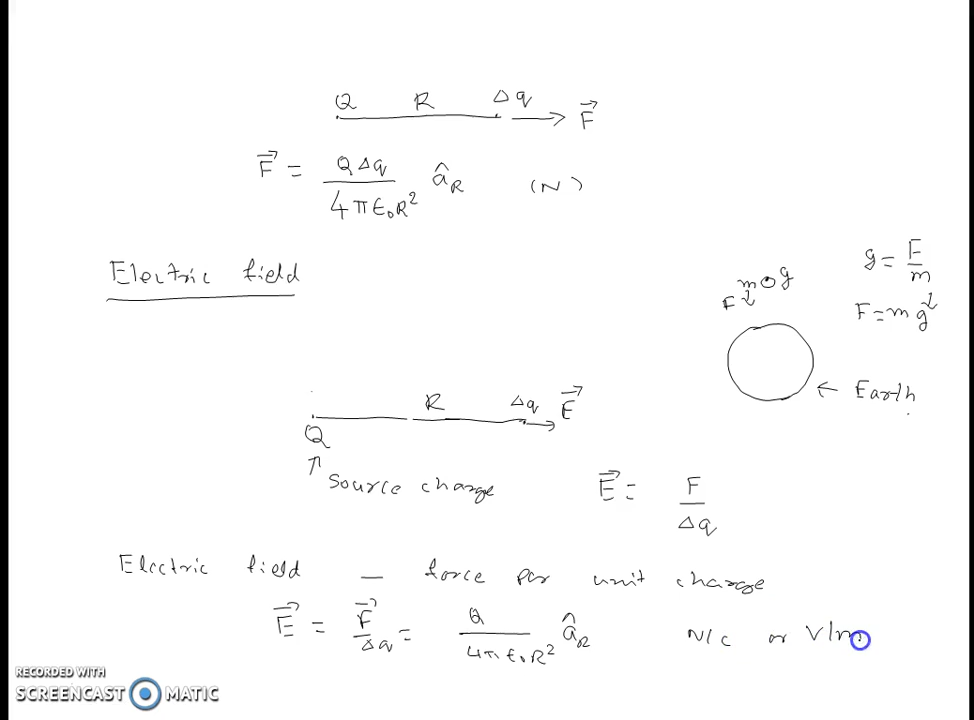 Q R Δq F⃗
F⃗ = QΔq / 4πϵ₀R² â_R (N)
Electric field
g = F/m
m g
F↓
F = mg↓
← Earth
R Δq E⃗
Q
↑ Source charge
E⃗ = F/Δq
Electric field — force per unit charge
E⃗ = F⃗/Δq = Q / 4πϵ₀R² â_R N/C or V/m
RECORDED WITH
SCREENCAST MATIC